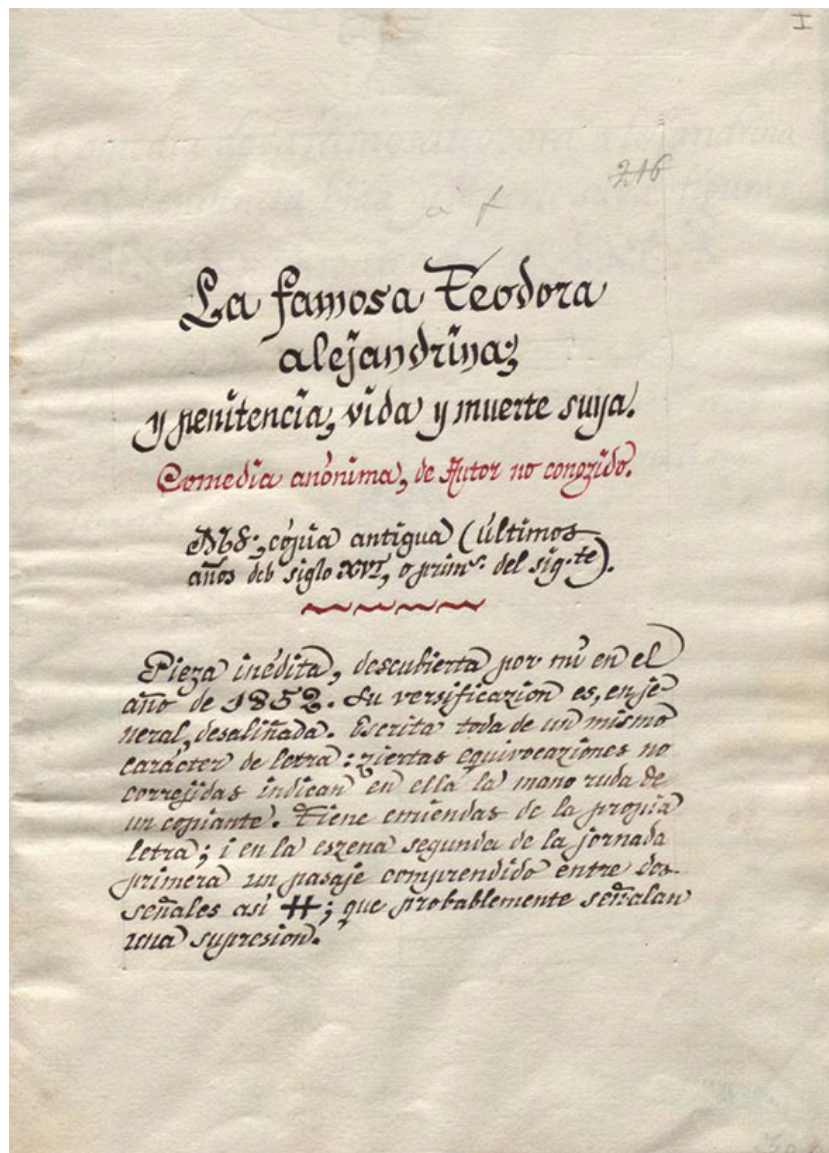 I
216
à f
La famosa Teodora
alejandrina;
y penitencia, vida y muerte suya.
Comedia anónima, de Autor no conozido.
MS., cópia antigua (últimos
años del siglo XVI, o prim.s del sig.te).
Pieza inédita, descubierta por mí en el
año de 1852. Su versificazion es, en je-
neral, desaliñada. Escrita toda de un mismo
carácter de letra: ziertas equivocaziones no
correjidas indican en ella la mano ruda de
un copiante. Tiene emiendas de la propia
letra; i en la eszena segunda de la jornada
primera un pasaje comprendido entre dos
señales asi #; que probablemente señalan
una supresion.